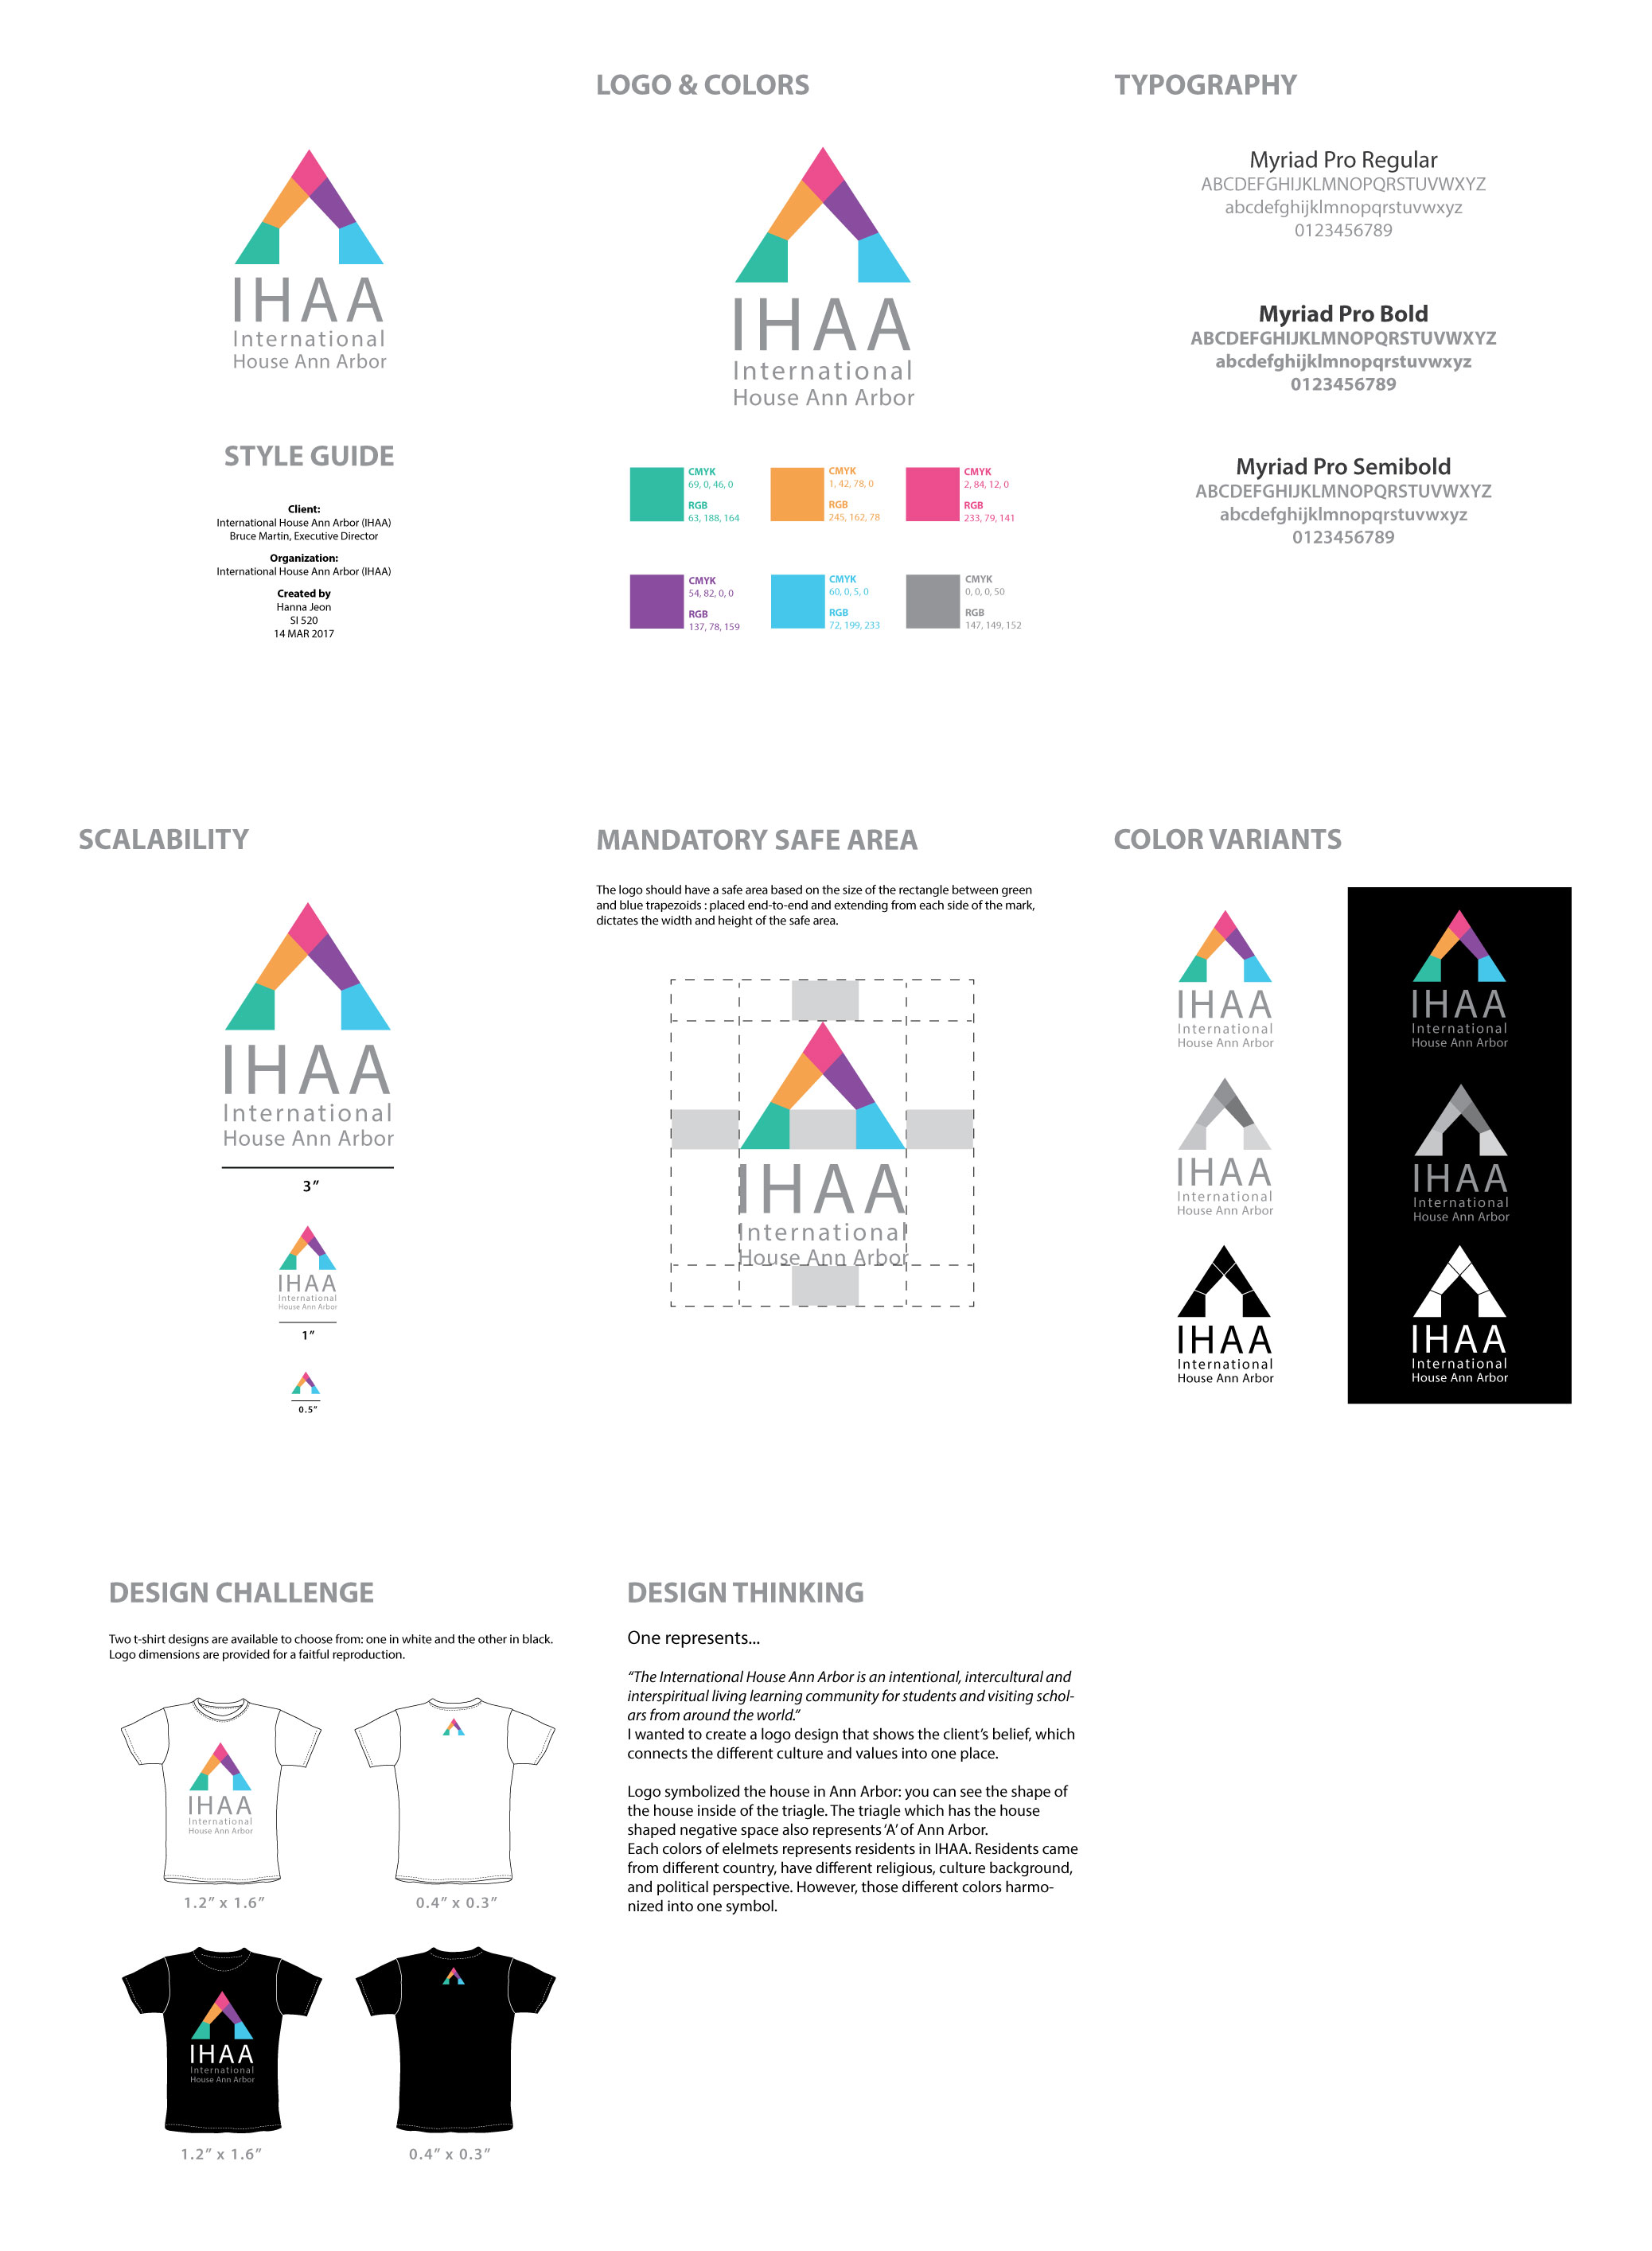 IHAA
International
House Ann Arbor
STYLE GUIDE
Client:
International House Ann Arbor (IHAA)
Bruce Martin, Executive Director
Organization:
International House Ann Arbor (IHAA)
Created by
Hanna Jeon
SI 520
14 MAR 2017
LOGO & COLORS
IHAA
International
House Ann Arbor
CMYK
69, 0, 46, 0
RGB
63, 188, 164
CMYK
1, 42, 78, 0
RGB
245, 162, 78
CMYK
2, 84, 12, 0
RGB
233, 79, 141
CMYK
54, 82, 0, 0
RGB
137, 78, 159
CMYK
60, 0, 5, 0
RGB
72, 199, 233
CMYK
0, 0, 0, 50
RGB
147, 149, 152
TYPOGRAPHY
Myriad Pro Regular
ABCDEFGHIJKLMNOPQRSTUVWXYZ
abcdefghijklmnopqrstuvwxyz
0123456789
Myriad Pro Bold
ABCDEFGHIJKLMNOPQRSTUVWXYZ
abcdefghijklmnopqrstuvwxyz
0123456789
Myriad Pro Semibold
ABCDEFGHIJKLMNOPQRSTUVWXYZ
abcdefghijklmnopqrstuvwxyz
0123456789
SCALABILITY
IHAA
International
House Ann Arbor
3"
IHAA
International
House Ann Arbor
1"
0.5"
MANDATORY SAFE AREA
The logo should have a safe area based on the size of the rectangle between green
and blue trapezoids : placed end-to-end and extending from each side of the mark,
dictates the width and height of the safe area.
IHAA
International
House Ann Arbor
COLOR VARIANTS
IHAA
International
House Ann Arbor
IHAA
International
House Ann Arbor
IHAA
International
House Ann Arbor
IHAA
International
House Ann Arbor
IHAA
International
House Ann Arbor
IHAA
International
House Ann Arbor
DESIGN CHALLENGE
Two t-shirt designs are available to choose from: one in white and the other in black.
Logo dimensions are provided for a faitful reproduction.
IHAA
International
House Ann Arbor
1.2” x 1.6”
0.4” x 0.3”
IHAA
International
House Ann Arbor
1.2” x 1.6”
0.4” x 0.3”
DESIGN THINKING
One represents...
“The International House Ann Arbor is an intentional, intercultural and
interspiritual living learning community for students and visiting schol-
ars from around the world.”
I wanted to create a logo design that shows the client’s belief, which
connects the different culture and values into one place.
Logo symbolized the house in Ann Arbor: you can see the shape of
the house inside of the triagle. The triagle which has the house
shaped negative space also represents ‘A’ of Ann Arbor.
Each colors of elelmets represents residents in IHAA. Residents came
from different country, have different religious, culture background,
and political perspective. However, those different colors harmo-
nized into one symbol.